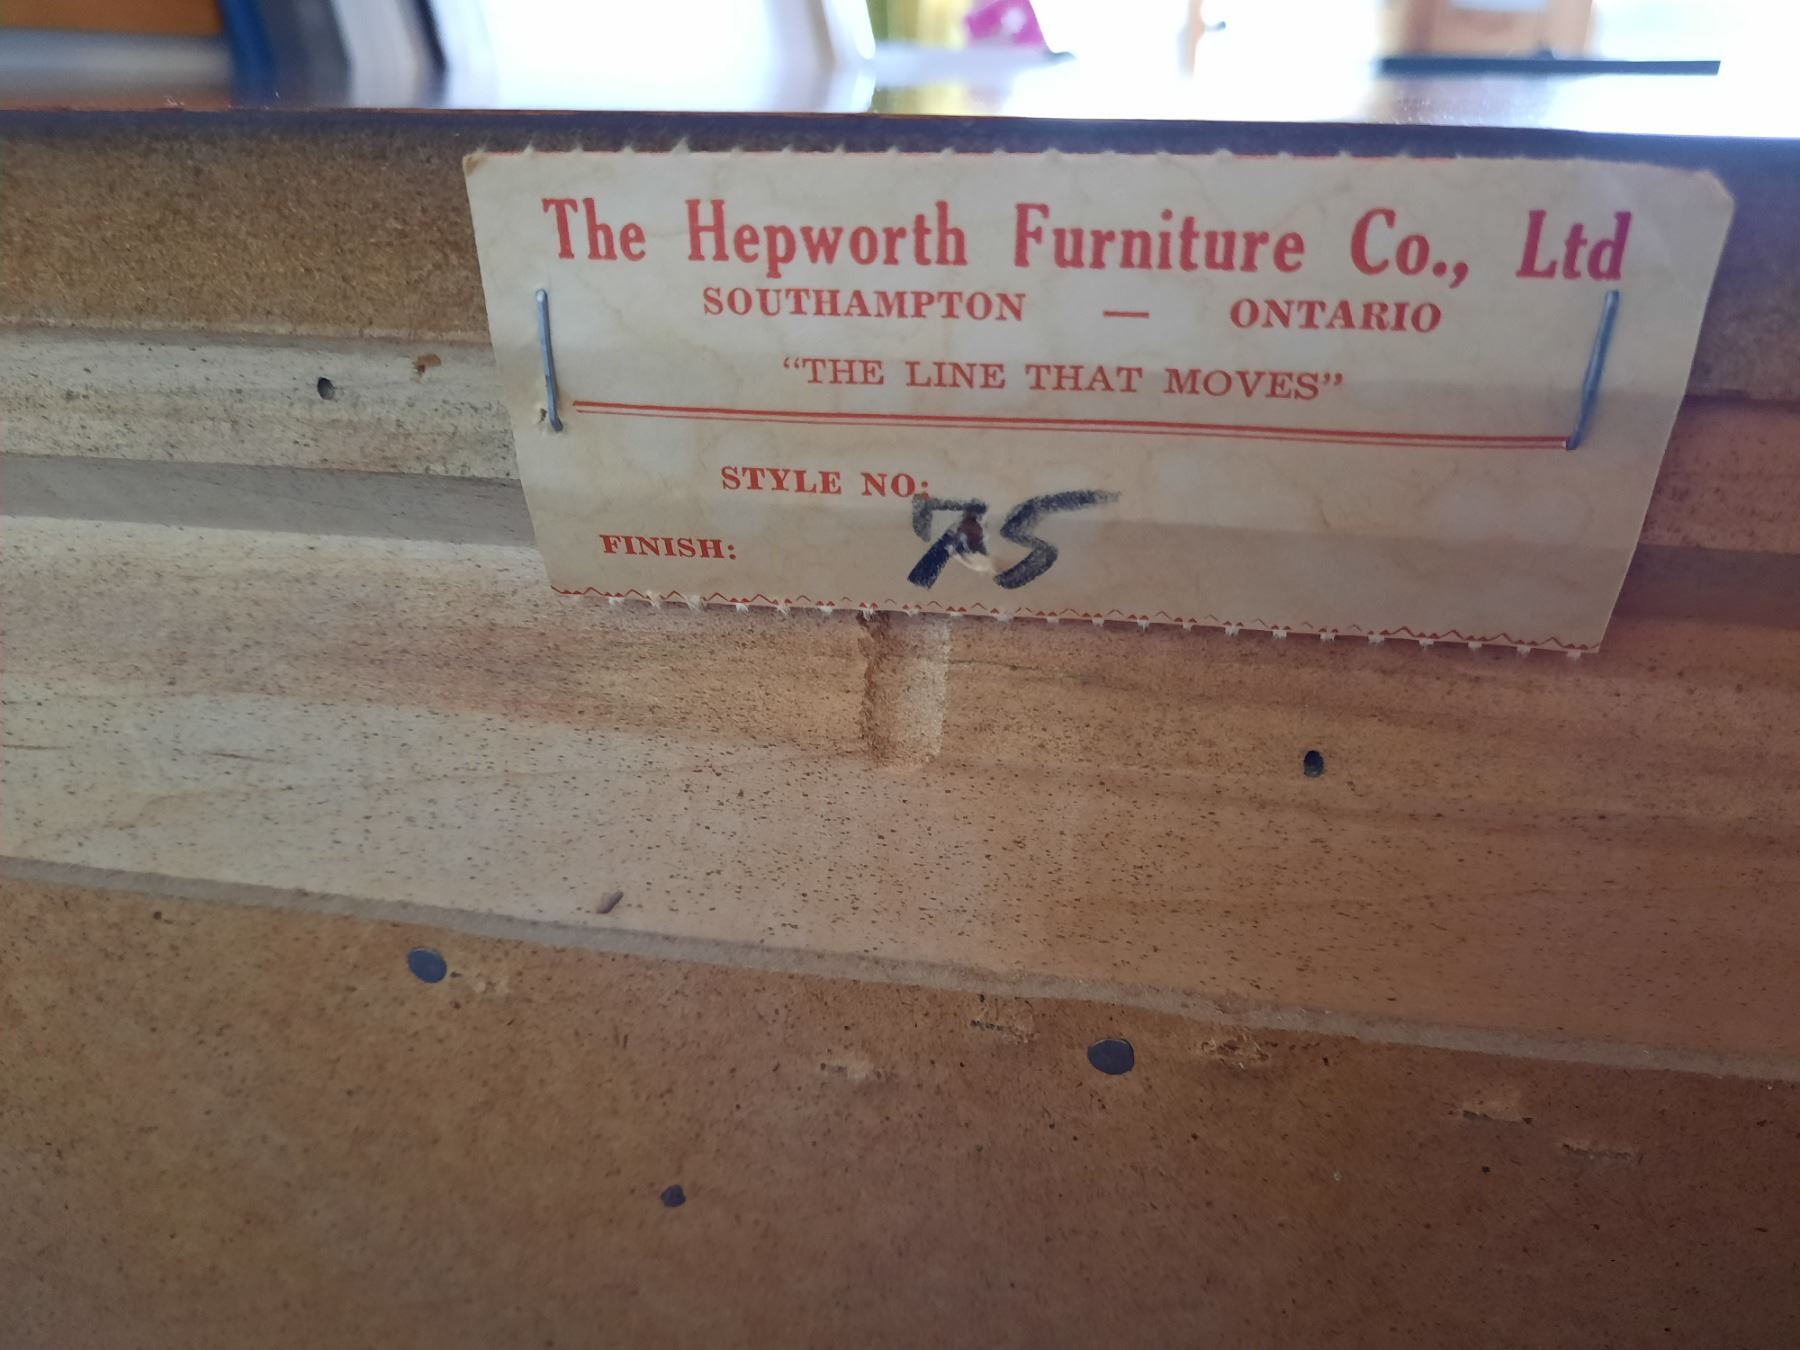 The Hepworth Furniture Co., Ltd
SOUTHAMPTON — ONTARIO
“THE LINE THAT MOVES”
STYLE NO: 75
FINISH: